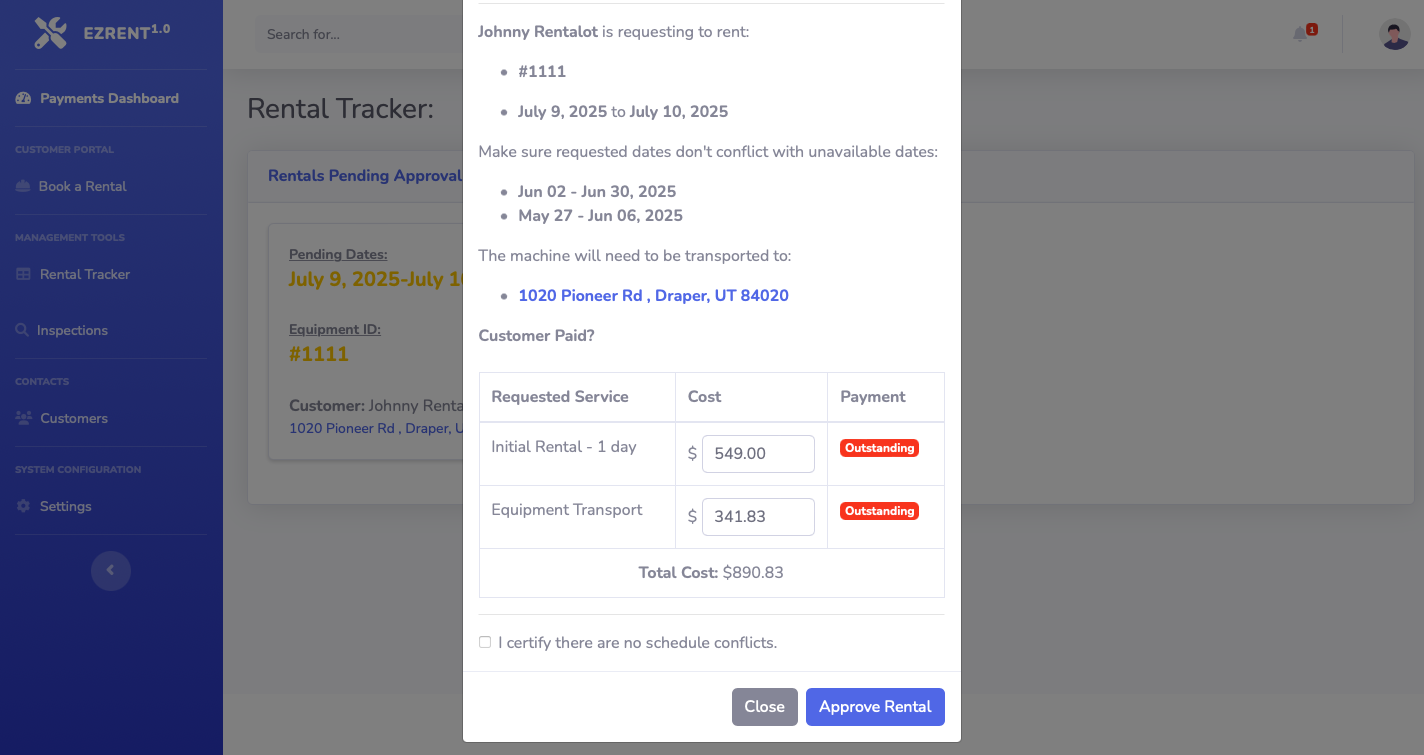 EZRENT1.0
Payments Dashboard
CUSTOMER PORTAL
Book a Rental
MANAGEMENT TOOLS
Rental Tracker
Inspections
CONTACTS
Customers
SYSTEM CONFIGURATION
Settings
Search for...
1
Rental Tracker:
Rentals Pending Approval
Pending Dates:
July 9, 2025-July 10
Equipment ID:
#1111
Customer: Johnny Renta
1020 Pioneer Rd , Draper, U
Johnny Rentalot is requesting to rent:
• #1111
• July 9, 2025 to July 10, 2025
Make sure requested dates don't conflict with unavailable dates:
• Jun 02 - Jun 30, 2025
• May 27 - Jun 06, 2025
The machine will need to be transported to:
• 1020 Pioneer Rd , Draper, UT 84020
Customer Paid?
Requested Service Cost Payment
Initial Rental - 1 day $ 549.00 Outstanding
Equipment Transport $ 341.83 Outstanding
Total Cost: $890.83
I certify there are no schedule conflicts.
Close Approve Rental